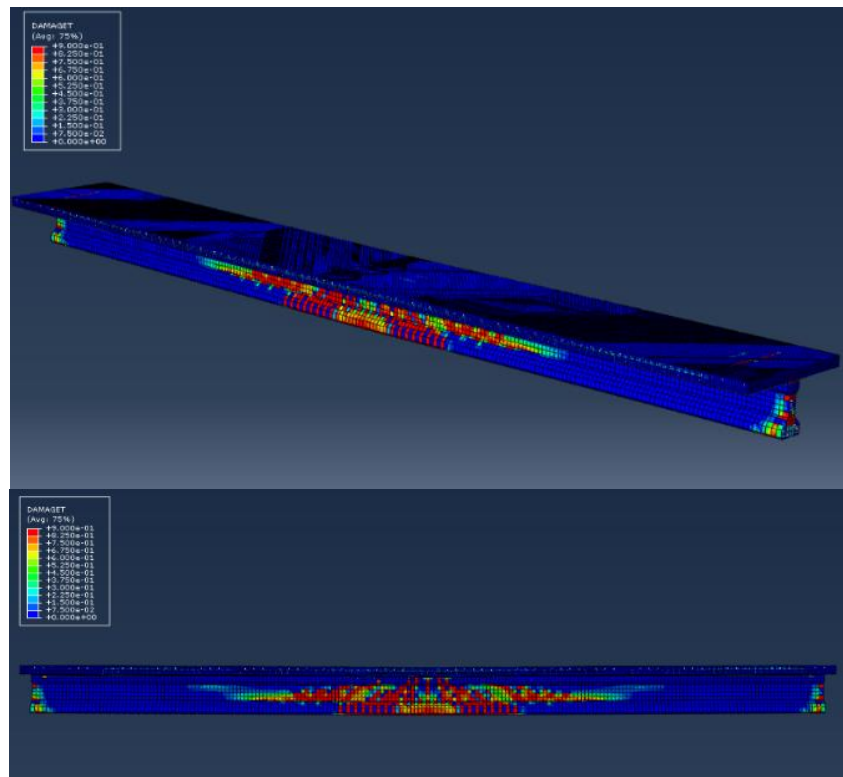 DAMAGET
(Avg: 75%)
+9.000e-01
+8.250e-01
+7.500e-01
+6.750e-01
+6.000e-01
+5.250e-01
+4.500e-01
+3.750e-01
+3.000e-01
+2.250e-01
+1.500e-01
+7.500e-02
+0.000e+00
DAMAGET
(Avg: 75%)
+9.000e-01
+8.250e-01
+7.500e-01
+6.750e-01
+6.000e-01
+5.250e-01
+4.500e-01
+3.750e-01
+3.000e-01
+2.250e-01
+1.500e-01
+7.500e-02
+0.000e+00